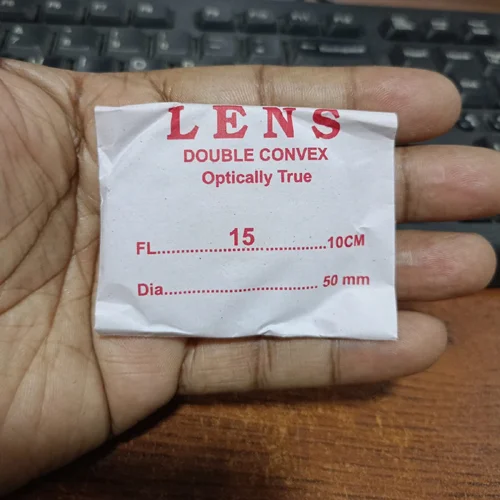 LENS
DOUBLE CONVEX
Optically True
FL..........15..........10CM
Dia.................... 50 mm